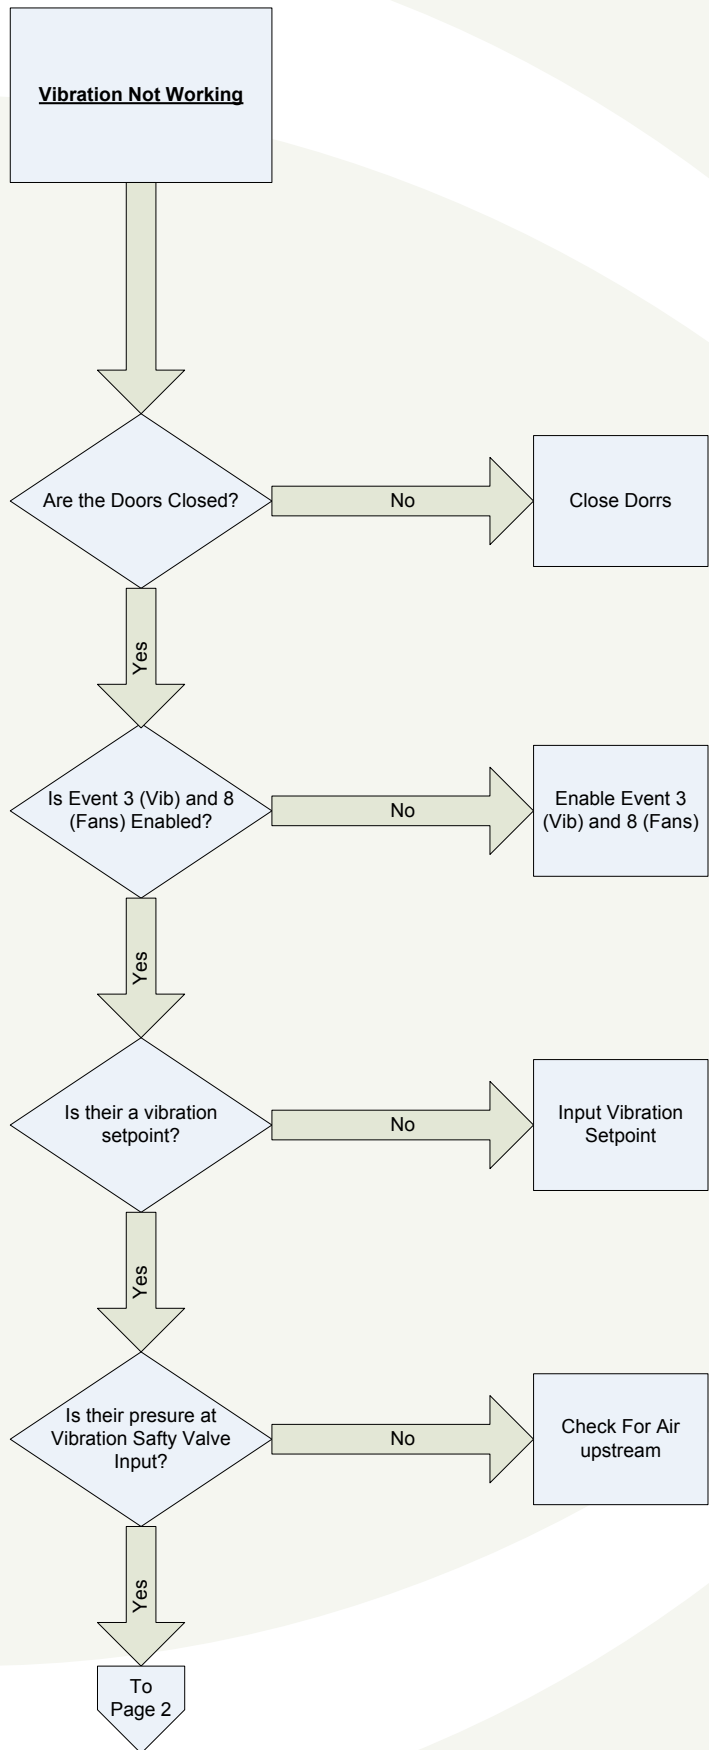 Vibration Not Working
Are the Doors Closed?
No
Close Dorrs
Yes
Is Event 3 (Vib) and 8
(Fans) Enabled?
No
Enable Event 3
(Vib) and 8 (Fans)
Yes
Is their a vibration
setpoint?
No
Input Vibration
Setpoint
Yes
Is their presure at
Vibration Safty Valve
Input?
No
Check For Air
upstream
Yes
To
Page 2